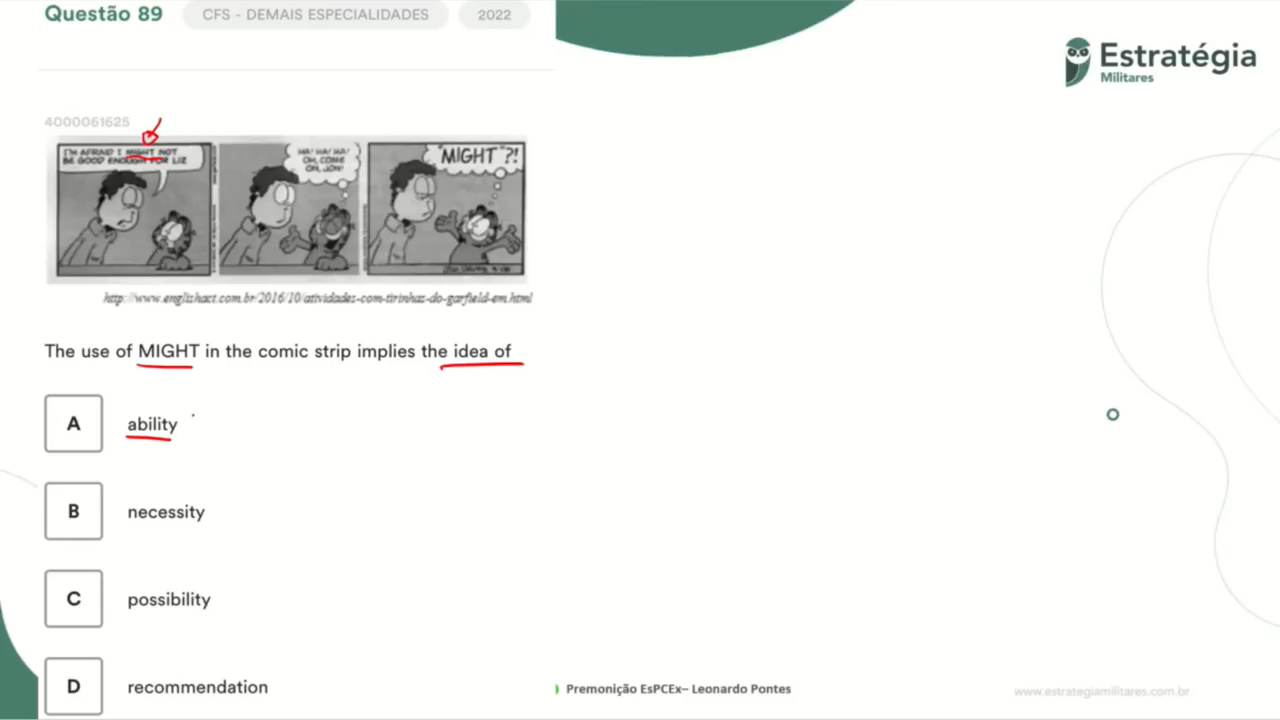 Questão 89
CFS - DEMAIS ESPECIALIDADES
2022
Estratégia
Militares
4000061625
I'M AFRAID I MIGHT NOT
BE GOOD ENOUGH FOR LIZ
HA! HA! HA!
OH, COME
ON, JON!
"MIGHT"?!
http://www.englizhact.com.br/2016/10/atividades-com-tirinhas-do-garfield-em.html
The use of MIGHT in the comic strip implies the idea of
A
ability
B
necessity
C
possibility
D
recommendation
Premonição EsPCEx– Leonardo Pontes
www.estrategiamilitares.com.br